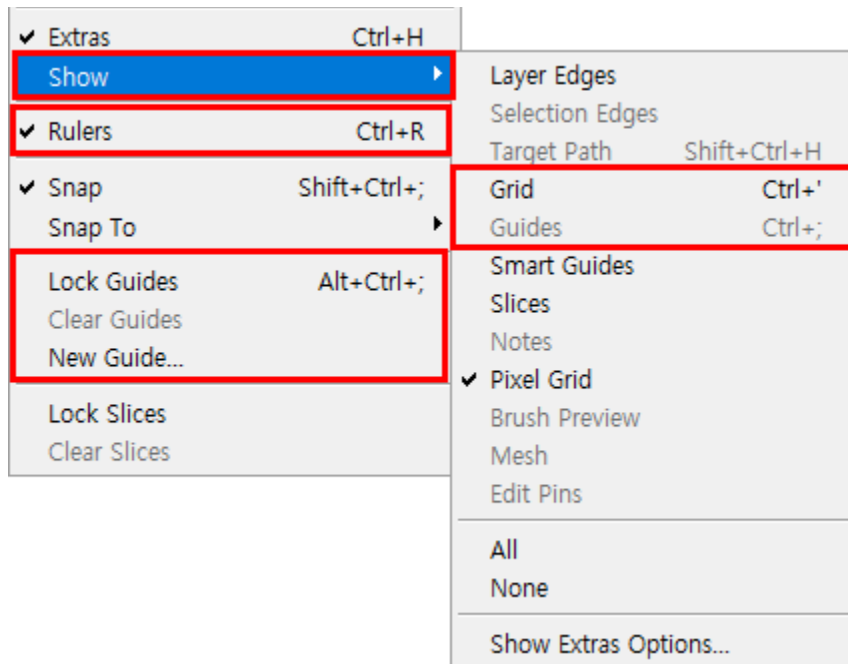 Extras Ctrl+H
Show
Rulers Ctrl+R
Snap Shift+Ctrl+;
Snap To
Lock Guides Alt+Ctrl+;
Clear Guides
New Guide...
Lock Slices
Clear Slices
Layer Edges
Selection Edges
Target Path Shift+Ctrl+H
Grid Ctrl+'
Guides Ctrl+;
Smart Guides
Slices
Notes
Pixel Grid
Brush Preview
Mesh
Edit Pins
All
None
Show Extras Options...